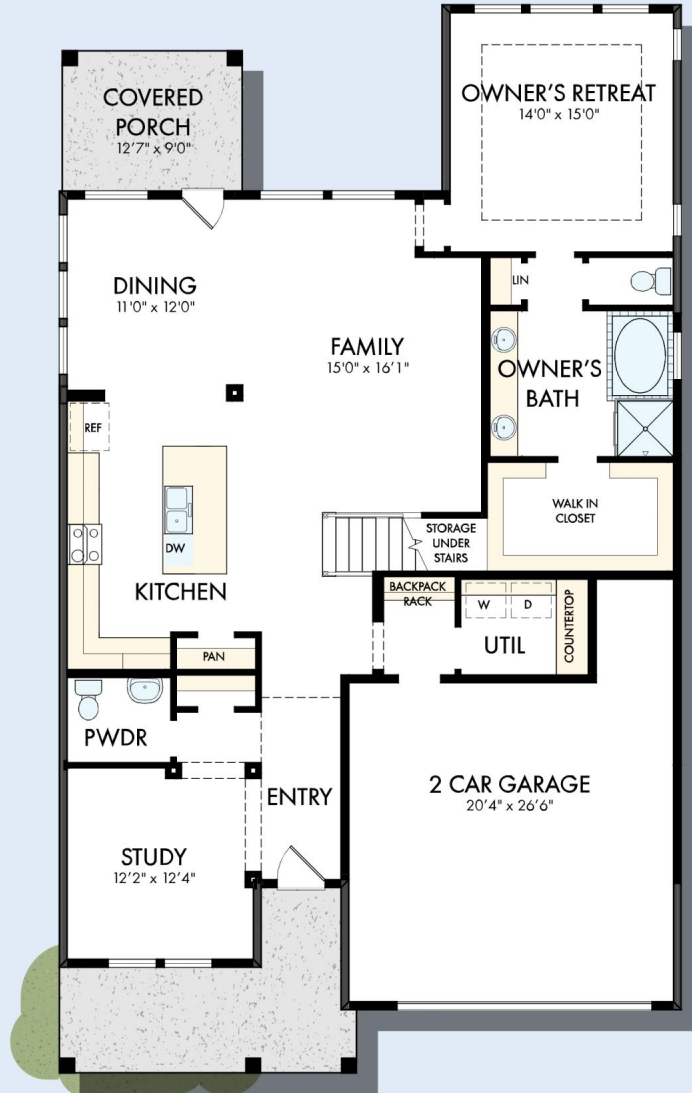 COVERED
PORCH
12'7" x 9'0"
OWNER'S RETREAT
14'0" x 15'0"
DINING
11'0" x 12'0"
FAMILY
15'0" x 16'1"
LIN
OWNER'S
BATH
REF
DW
KITCHEN
WALK IN
CLOSET
STORAGE
UNDER
STAIRS
BACKPACK
RACK
W
D
COUNTERTOP
UTIL
PAN
PWDR
ENTRY
2 CAR GARAGE
20'4" x 26'6"
STUDY
12'2" x 12'4"